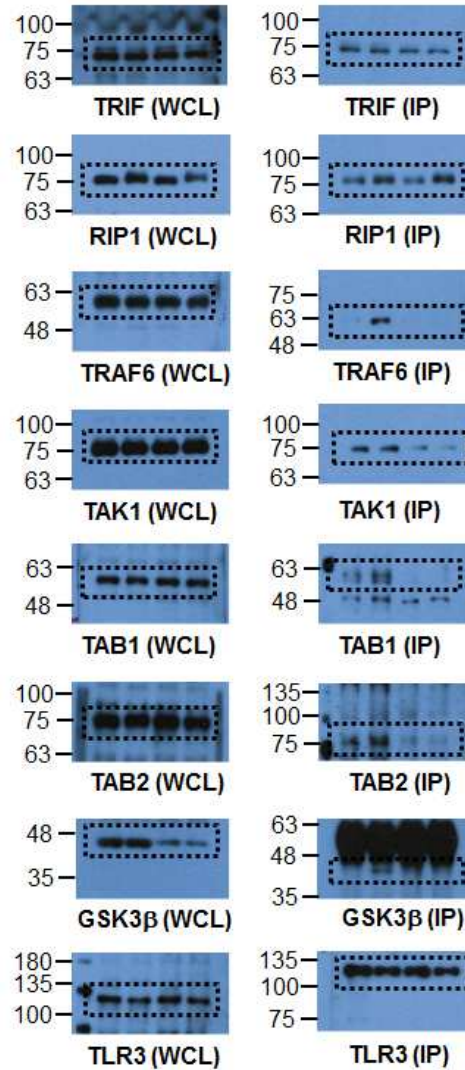 100
75
63
TRIF (WCL)
100
75
63
TRIF (IP)
100
75
63
RIP1 (WCL)
100
75
63
RIP1 (IP)
63
48
TRAF6 (WCL)
75
63
48
TRAF6 (IP)
100
75
63
TAK1 (WCL)
100
75
63
TAK1 (IP)
63
48
TAB1 (WCL)
63
48
TAB1 (IP)
100
75
63
TAB2 (WCL)
135
100
75
TAB2 (IP)
48
35
GSK3β (WCL)
63
48
35
GSK3β (IP)
180
135
100
TLR3 (WCL)
135
100
75
TLR3 (IP)